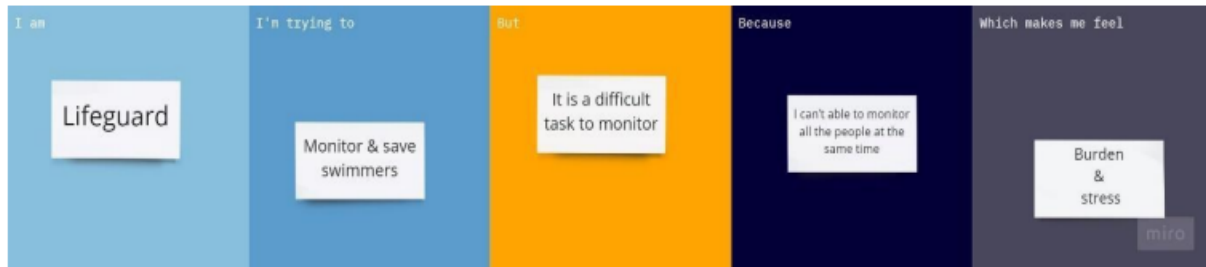 I am
Lifeguard
I'm trying to
Monitor & save
swimmers
But
It is a difficult
task to monitor
Because
I can't able to monitor
all the people at the
same time
Which makes me feel
Burden
&
stress
miro